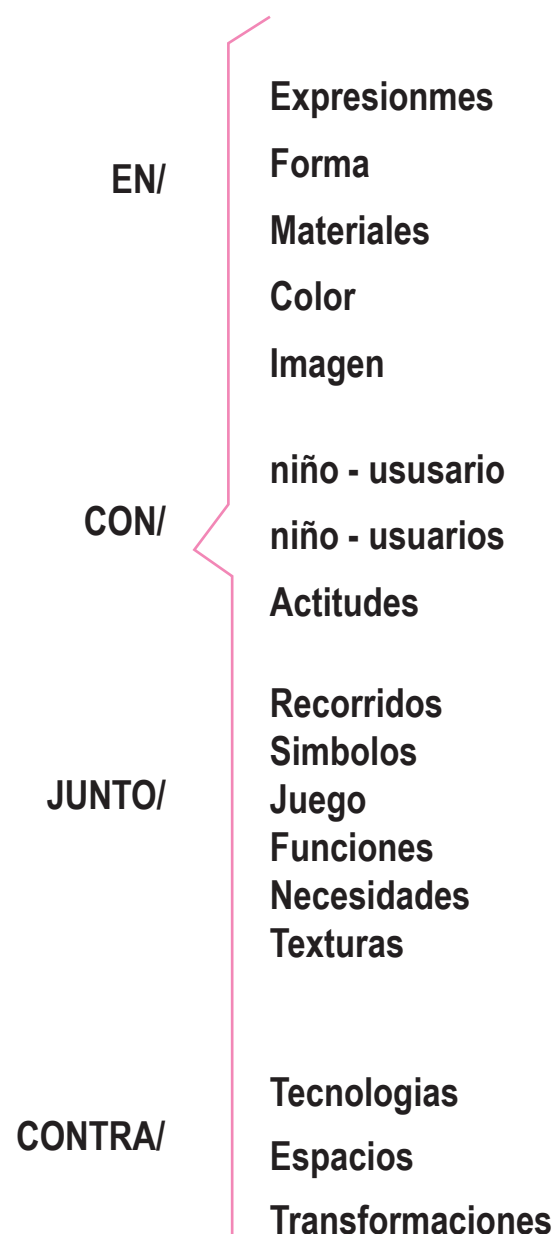 EN/
Expresionmes
Forma
Materiales
Color
Imagen
CON/
niño - ususario
niño - usuarios
Actitudes
JUNTO/
Recorridos
Simbolos
Juego
Funciones
Necesidades
Texturas
CONTRA/
Tecnologias
Espacios
Transformaciones